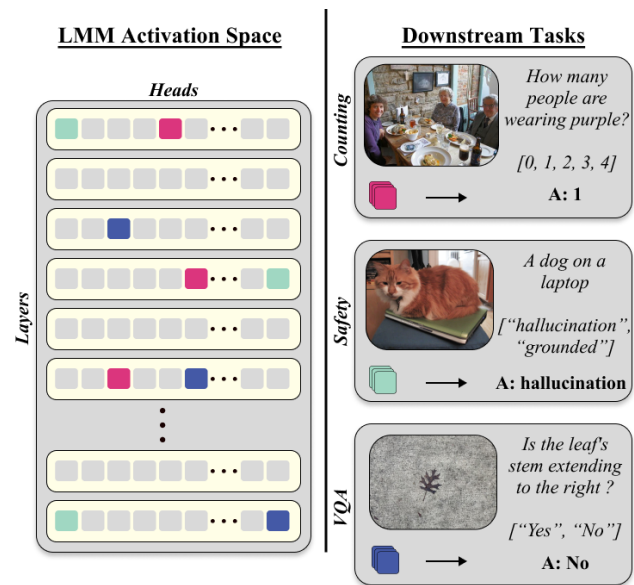 LMM Activation Space
Heads
Layers
Downstream Tasks
Counting
How many
people are
wearing purple?
[0, 1, 2, 3, 4]
A: 1
Safety
A dog on a
laptop
[“hallucination”,
“grounded”]
A: hallucination
VQA
Is the leaf's
stem extending
to the right ?
[“Yes”, “No”]
A: No